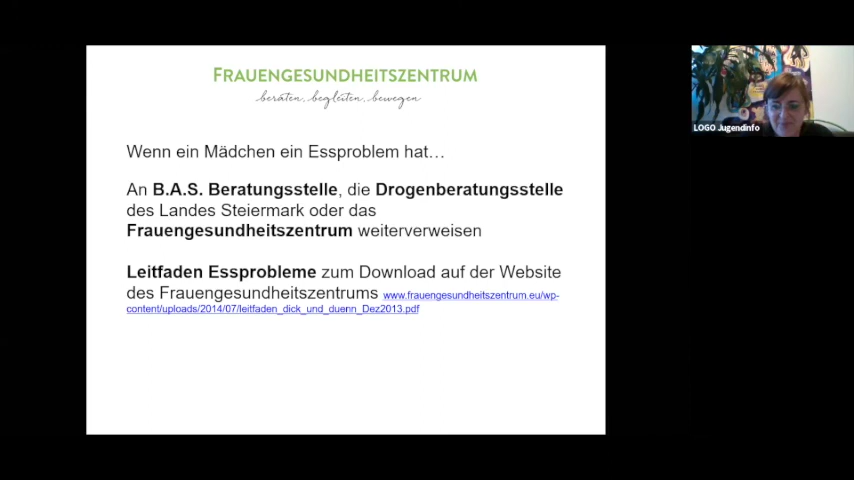 FRAUENGESUNDHEITSZENTRUM
beraten, begleiten, bewegen
LOGO Jugendinfo
Wenn ein Mädchen ein Essproblem hat…
An B.A.S. Beratungsstelle, die Drogenberatungsstelle
des Landes Steiermark oder das
Frauengesundheitszentrum weiterverweisen
Leitfaden Essprobleme zum Download auf der Website
des Frauengesundheitszentrums www.frauengesundheitszentrum.eu/wp-
content/uploads/2014/07/leitfaden_dick_und_duenn_Dez2013.pdf